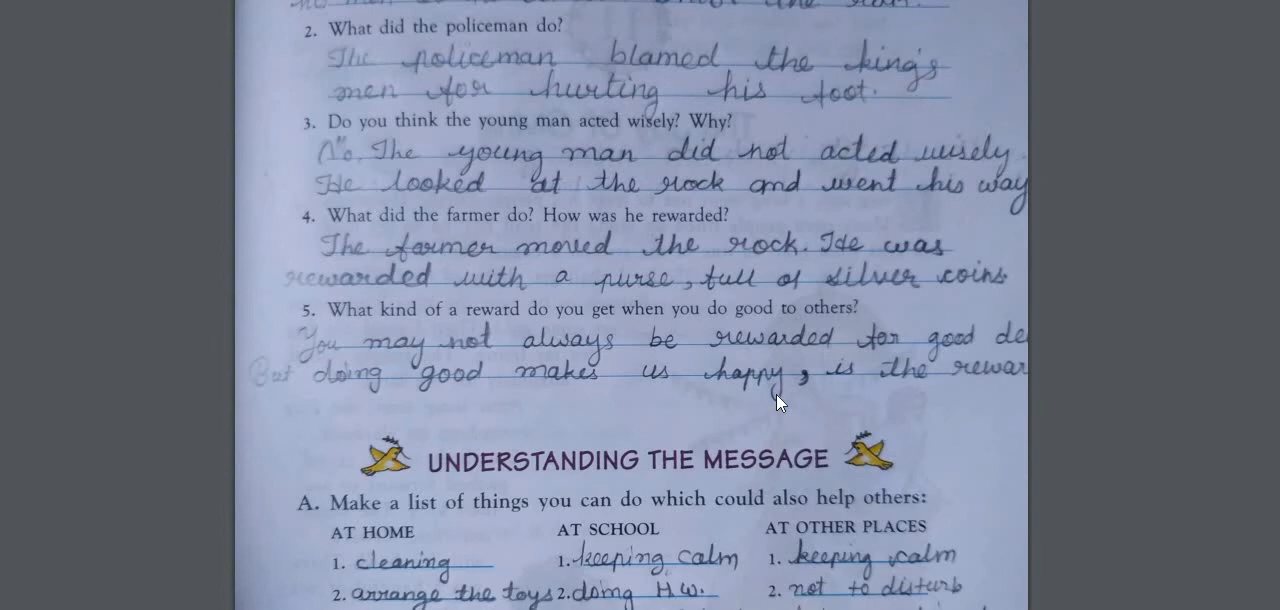 2. What did the policeman do?
The policeman blamed the king's
men for hurting his foot.
3. Do you think the young man acted wisely? Why?
No. The young man did not acted wisely.
He looked at the rock and went his way
4. What did the farmer do? How was he rewarded?
The farmer moved the rock. He was
rewarded with a purse, full of silver coins
5. What kind of a reward do you get when you do good to others?
You may not always be rewarded for good de
But doing good makes us happy, is the rewar
UNDERSTANDING THE MESSAGE
A. Make a list of things you can do which could also help others:
AT HOME AT SCHOOL AT OTHER PLACES
1. cleaning 1. keeping calm 1. keeping calm
2. arrange the toys 2. doing H.W. 2. not to disturb